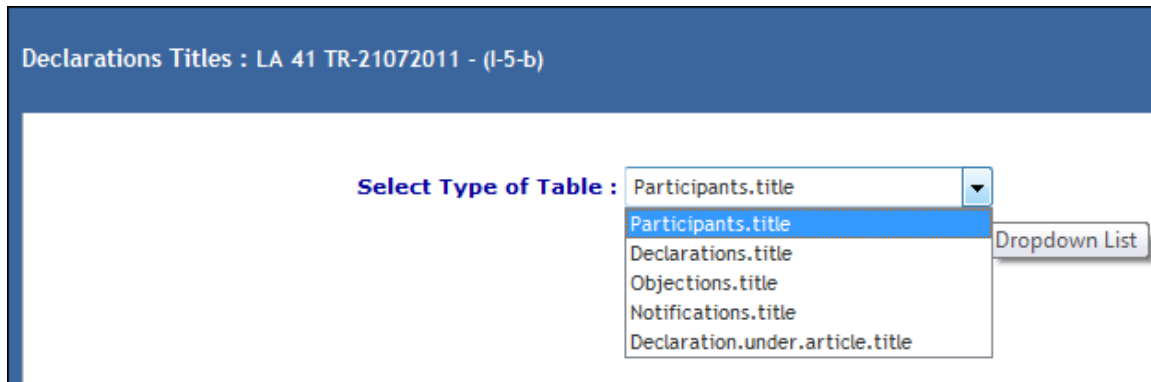 Declarations Titles : LA 41 TR-21072011 - (I-5-b)
Select Type of Table : Participants.title
Participants.title
Dropdown List
Declarations.title
Objections.title
Notifications.title
Declaration.under.article.title